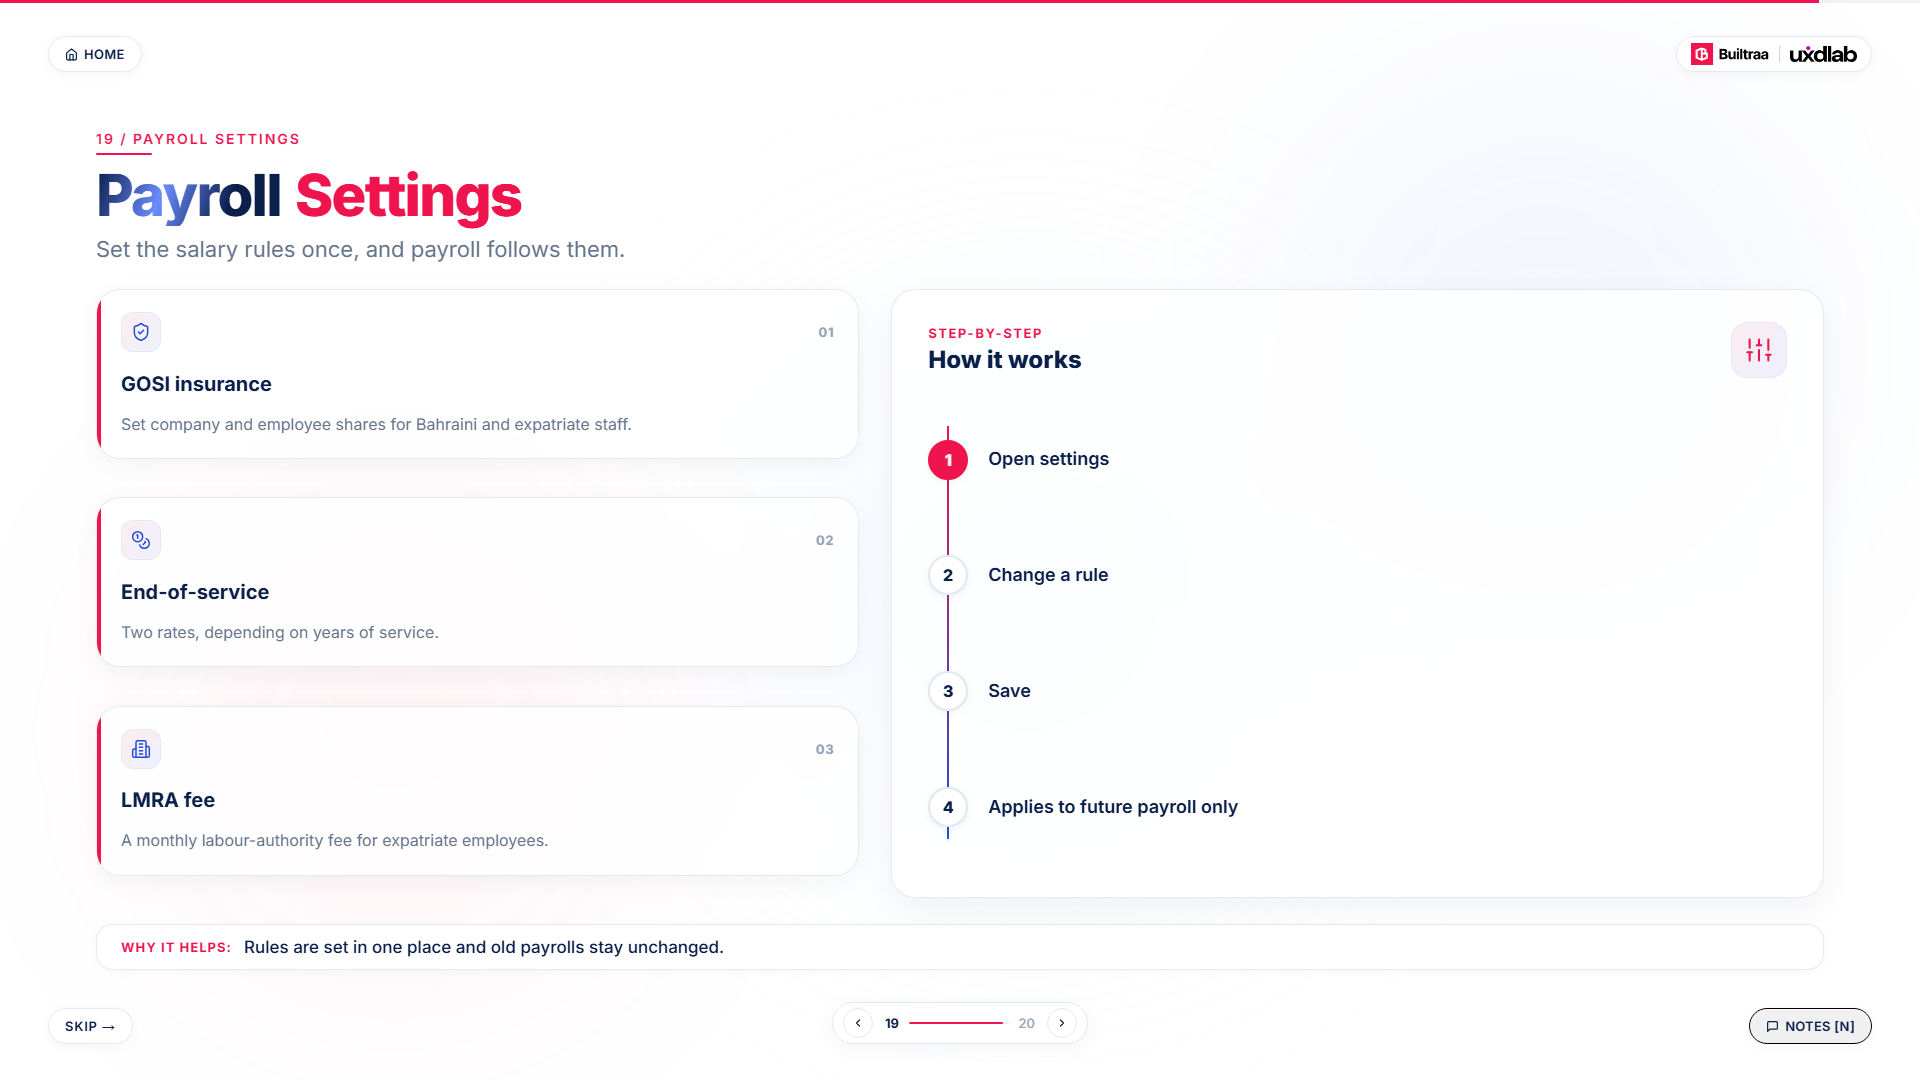 HOME
Builtraa
uxdlab
19 / PAYROLL SETTINGS
Payroll Settings
Set the salary rules once, and payroll follows them.
01
GOSI insurance
Set company and employee shares for Bahraini and expatriate staff.
02
End-of-service
Two rates, depending on years of service.
03
LMRA fee
A monthly labour-authority fee for expatriate employees.
STEP-BY-STEP
How it works
1 Open settings
2 Change a rule
3 Save
4 Applies to future payroll only
WHY IT HELPS: Rules are set in one place and old payrolls stay unchanged.
SKIP →
19 20
NOTES [N]